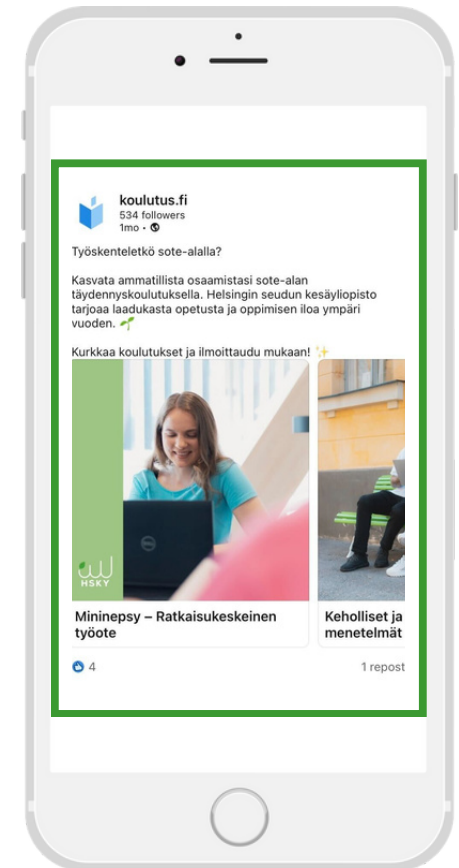 koulutus.fi
534 followers
1mo •
Työskenteletkö sote-alalla?
Kasvata ammatillista osaamistasi sote-alan
täydennyskoulutuksella. Helsingin seudun kesäyliopisto
tarjoaa laadukasta opetusta ja oppimisen iloa ympäri
vuoden. 🌱
Kurkkaa koulutukset ja ilmoittaudu mukaan! ✨
DELL
HSKY
Mininepsy – Ratkaisukeskeinen
työote
Keholliset ja
menetelmät
4
1 repost